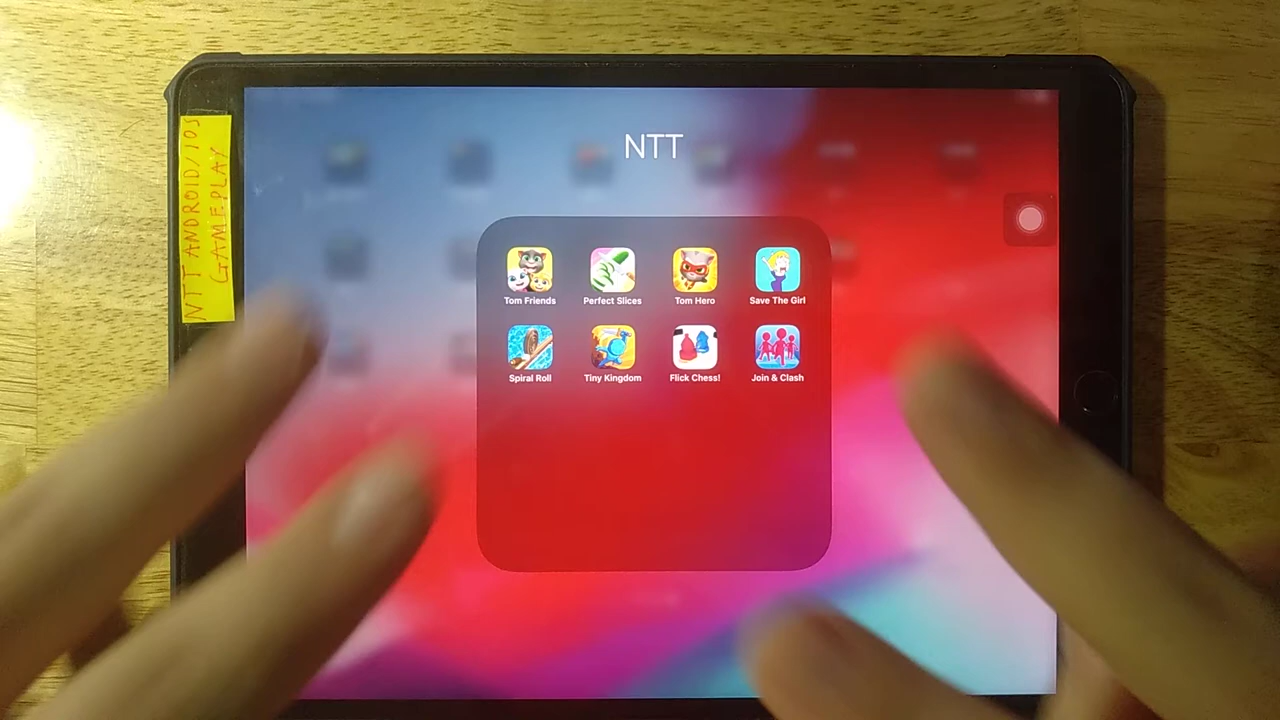 NTT ANDROID/IOS
GAMEPLAY
NTT
Tom Friends
Perfect Slices
Tom Hero
Save The Girl
Spiral Roll
Tiny Kingdom
Flick Chess!
Join & Clash